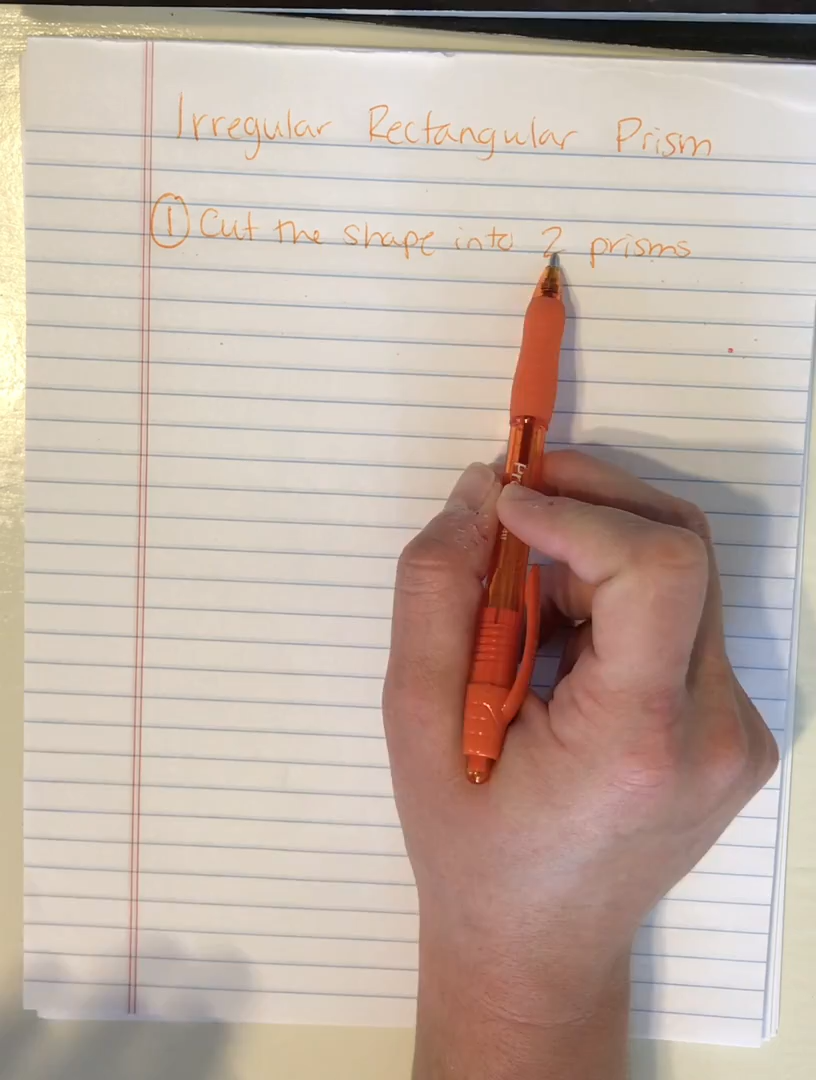 Irregular Rectangular Prism
① Cut the shape into 2 prisms